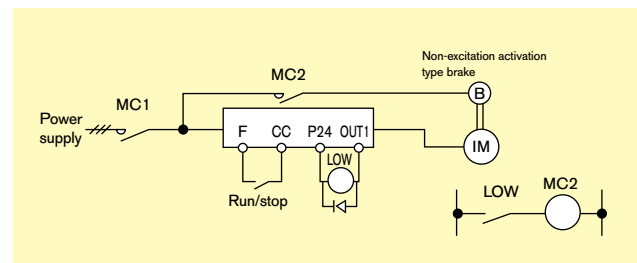 Non-excitation activation
type brake
MC2
B
MC1
Power
supply
F CC P24 OUT1
LOW
IM
Run/stop
LOW MC2